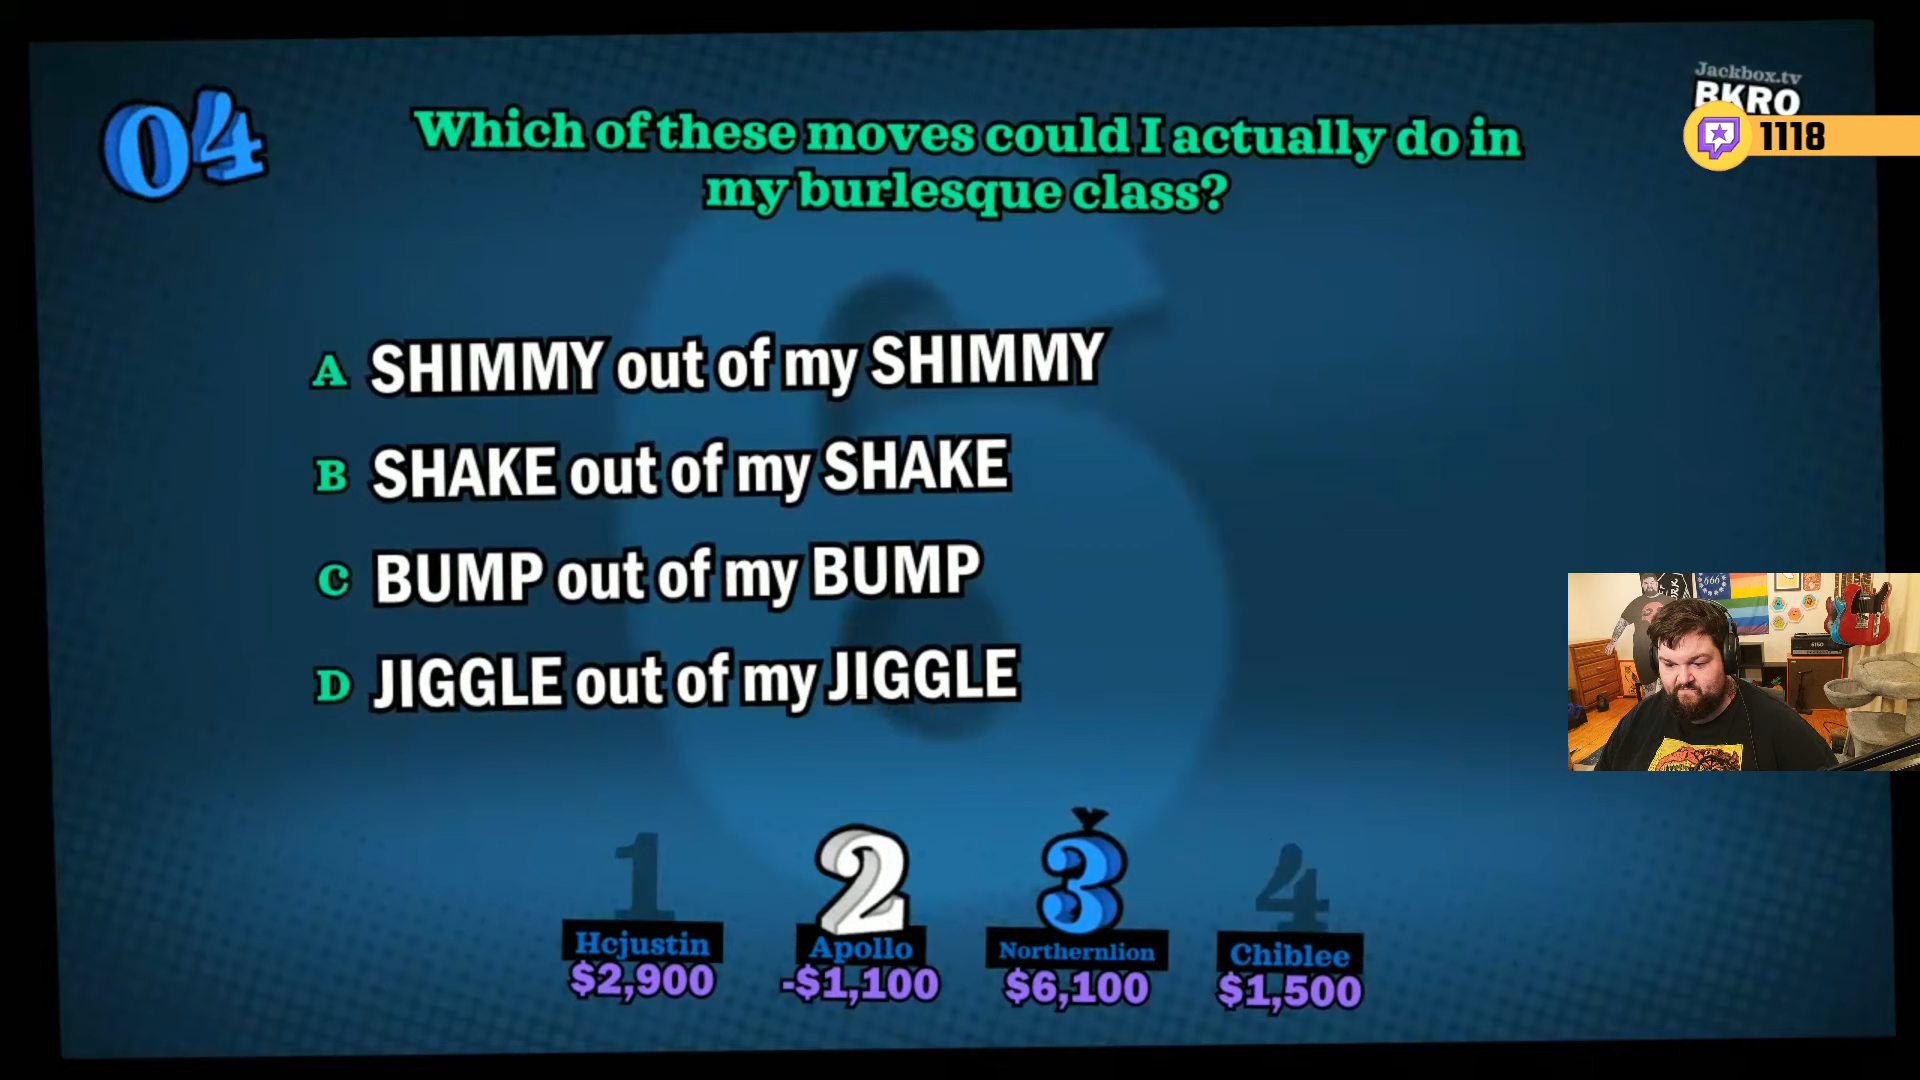 Jackbox.tv
BKRO
1118
04
Which of these moves could I actually do in
my burlesque class?
A SHIMMY out of my SHIMMY
B SHAKE out of my SHAKE
C BUMP out of my BUMP
D JIGGLE out of my JIGGLE
6
1 2 3 4
Hcjustin Apollo Northernlion Chiblee
$2,900 -$1,100 $6,100 $1,500
666